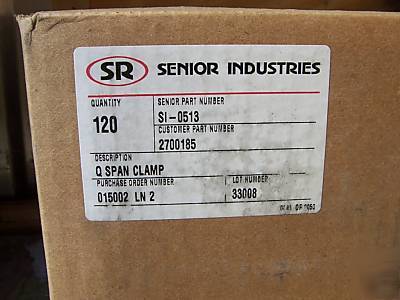 SR SENIOR INDUSTRIES
QUANTITY SENIOR PART NUMBER
120 SI-0513
CUSTOMER PART NUMBER
2700185
DESCRIPTION
Q SPAN CLAMP
PURCHASE ORDER NUMBER LOT NUMBER
015002 LN 2 33008